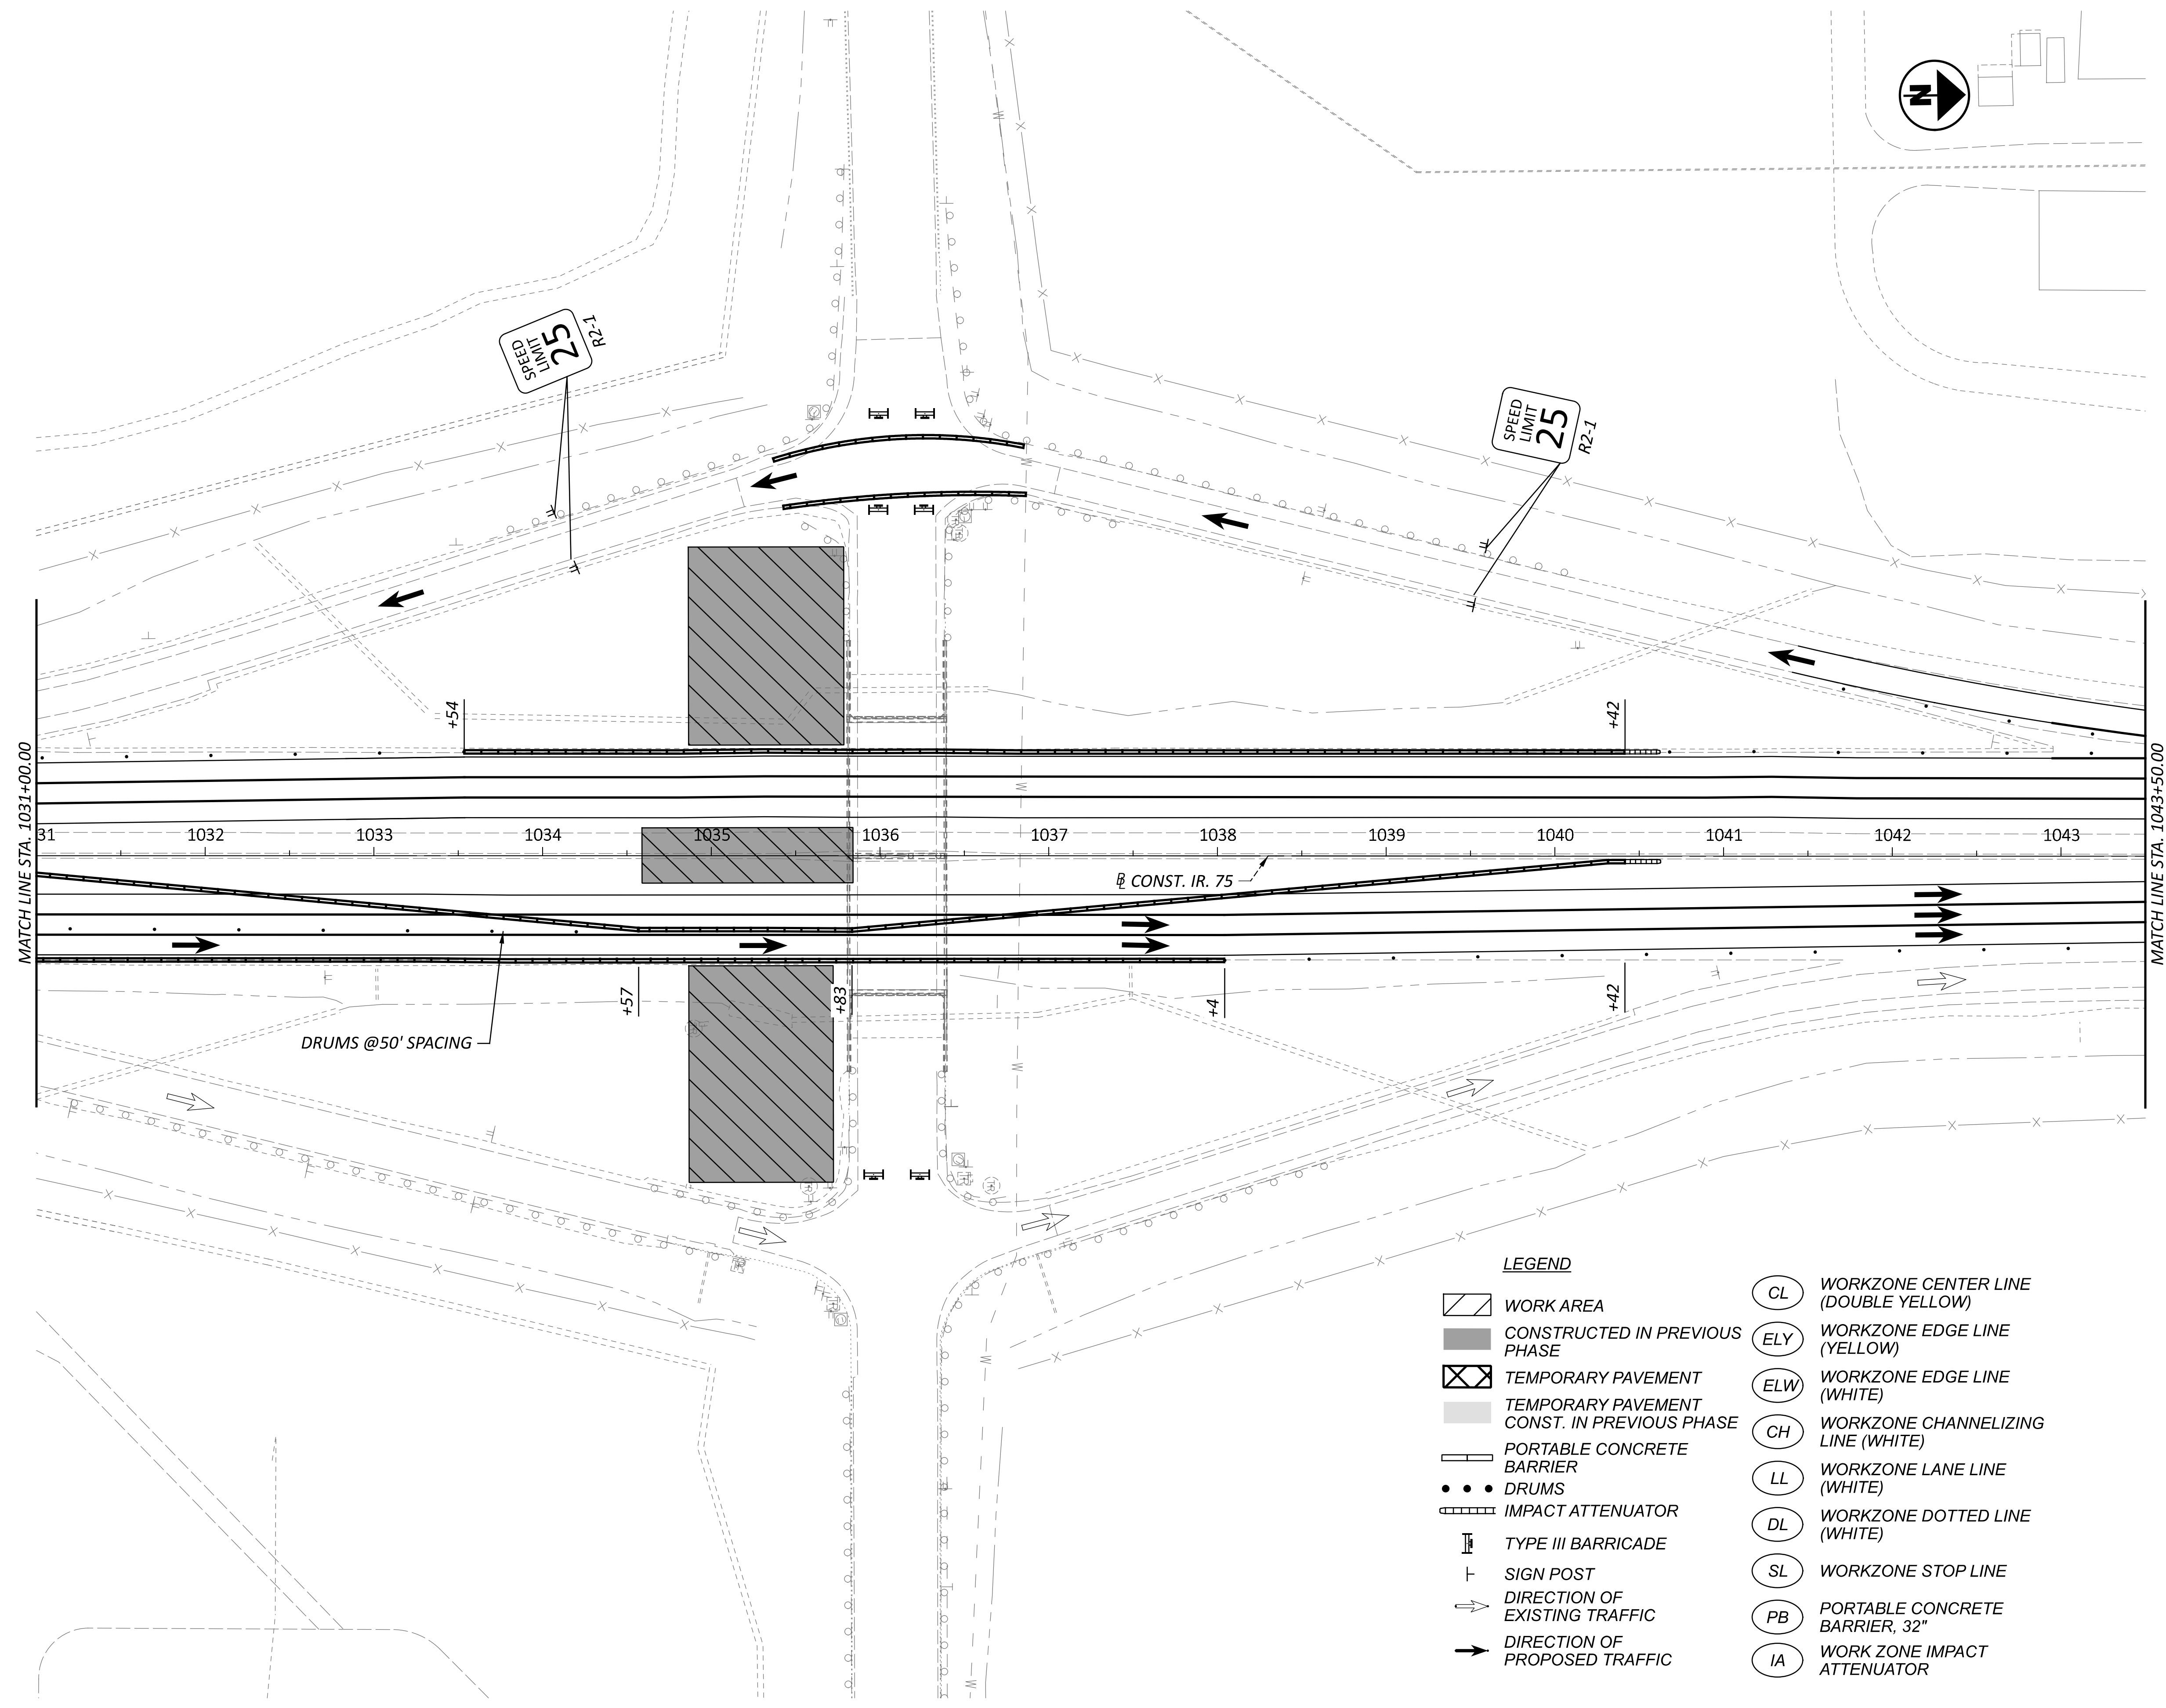 N
SPEED
LIMIT
25
R2-1
SPEED
LIMIT
25
R2-1
+54
+42
MATCH LINE STA. 1031+00.00
MATCH LINE STA. 1043+50.00
31 1032 1033 1034 1035 1036 1037 1038 1039 1040 1041 1042 1043
BL CONST. IR. 75
+57
+83
+4
+42
DRUMS @50' SPACING
W
W
W
W
W
W
LEGEND
WORK AREA
CONSTRUCTED IN PREVIOUS
PHASE
TEMPORARY PAVEMENT
TEMPORARY PAVEMENT
CONST. IN PREVIOUS PHASE
PORTABLE CONCRETE
BARRIER
DRUMS
IMPACT ATTENUATOR
TYPE III BARRICADE
SIGN POST
DIRECTION OF
EXISTING TRAFFIC
DIRECTION OF
PROPOSED TRAFFIC
CL WORKZONE CENTER LINE
(DOUBLE YELLOW)
ELY WORKZONE EDGE LINE
(YELLOW)
ELW WORKZONE EDGE LINE
(WHITE)
CH WORKZONE CHANNELIZING
LINE (WHITE)
LL WORKZONE LANE LINE
(WHITE)
DL WORKZONE DOTTED LINE
(WHITE)
SL WORKZONE STOP LINE
PB PORTABLE CONCRETE
BARRIER, 32"
IA WORK ZONE IMPACT
ATTENUATOR